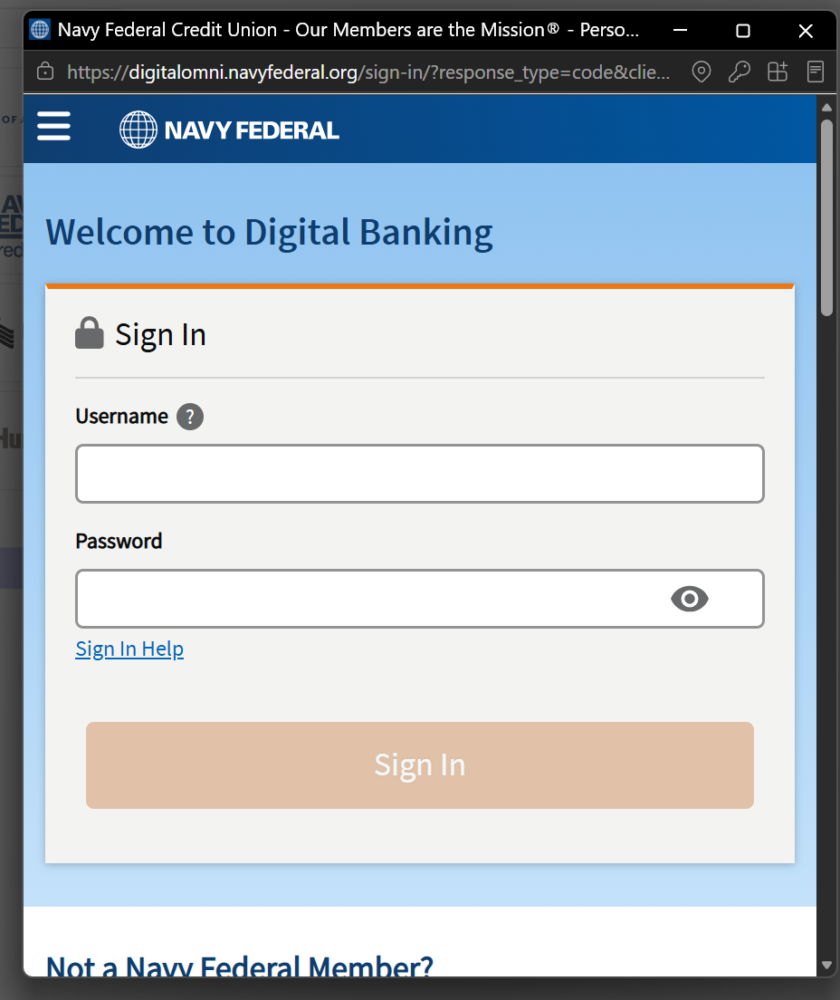 Navy Federal Credit Union - Our Members are the Mission® - Perso...
https://digitalomni.navyfederal.org/sign-in/?response_type=code&clie...
OF
NAVY FEDERAL
Welcome to Digital Banking
Sign In
Username ?
Password
Sign In Help
Sign In
Not a Navy Federal Member?